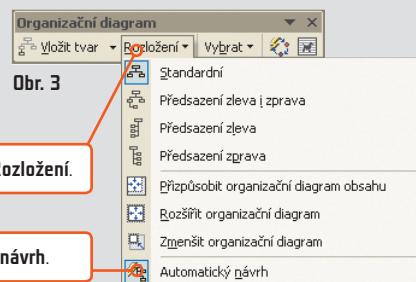 Organizační diagram
Vložit tvar Rozložení Vybrat
Obr. 3
Standardní
Předsazení zleva i zprava
Předsazení zleva
Předsazení zprava
ozložení.
Přizpůsobit organizační diagram obsahu
Rozšířit organizační diagram
Zmenšit organizační diagram
návrh.
Automatický návrh